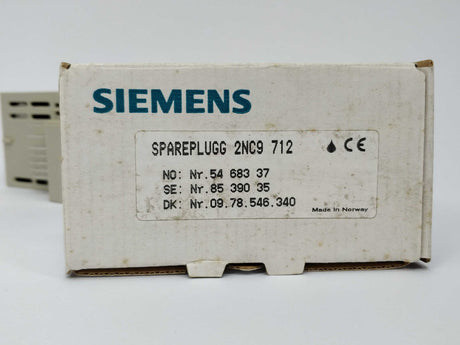 SIEMENS
SPAREPLUGG 2NC9 712
NO: Nr.54 683 37
SE: Nr.85 390 35
DK: Nr.09.78.546.340
CE
Made in Norway